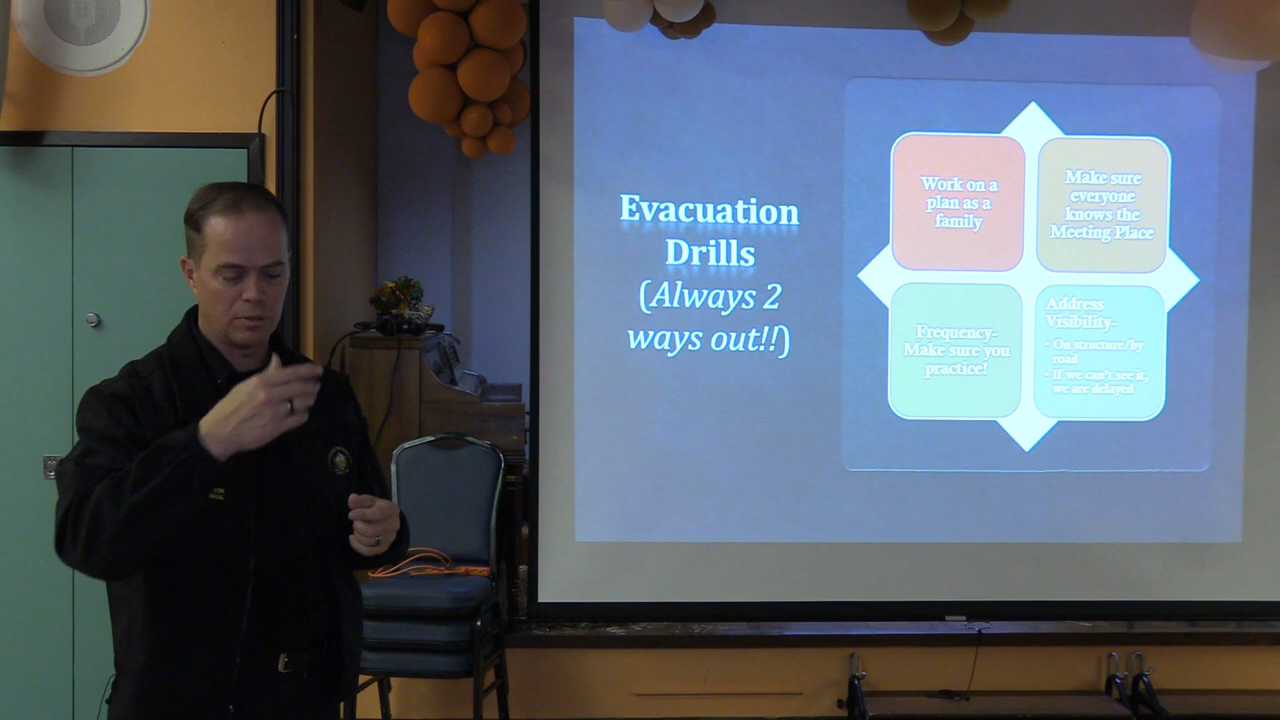 Evacuation
Drills
(Always 2
ways out!!)
Work on a
plan as a
family
Make sure
everyone
knows the
Meeting Place
Frequency-
Make sure you
practice!
Address
Visibility-
• On structure/by
road
• If we can't see it,
we are delayed